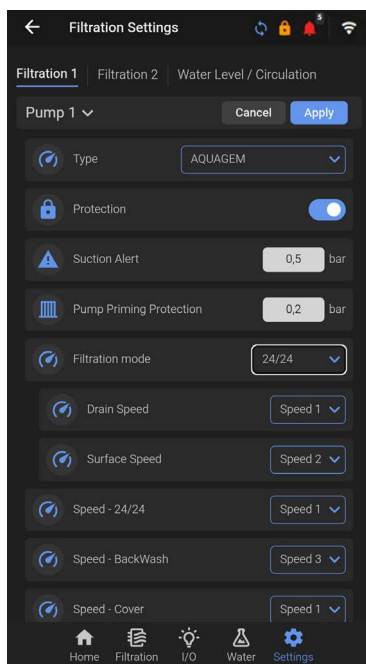 Filtration Settings
5
Filtration 1 Filtration 2 Water Level / Circulation
Pump 1 Cancel Apply
Type AQUAGEM
Protection
Suction Alert 0,5 bar
Pump Priming Protection 0,2 bar
Filtration mode 24/24
Drain Speed Speed 1
Surface Speed Speed 2
Speed - 24/24 Speed 1
Speed - BackWash Speed 3
Speed - Cover Speed 1
Home Filtration I/O Water Settings